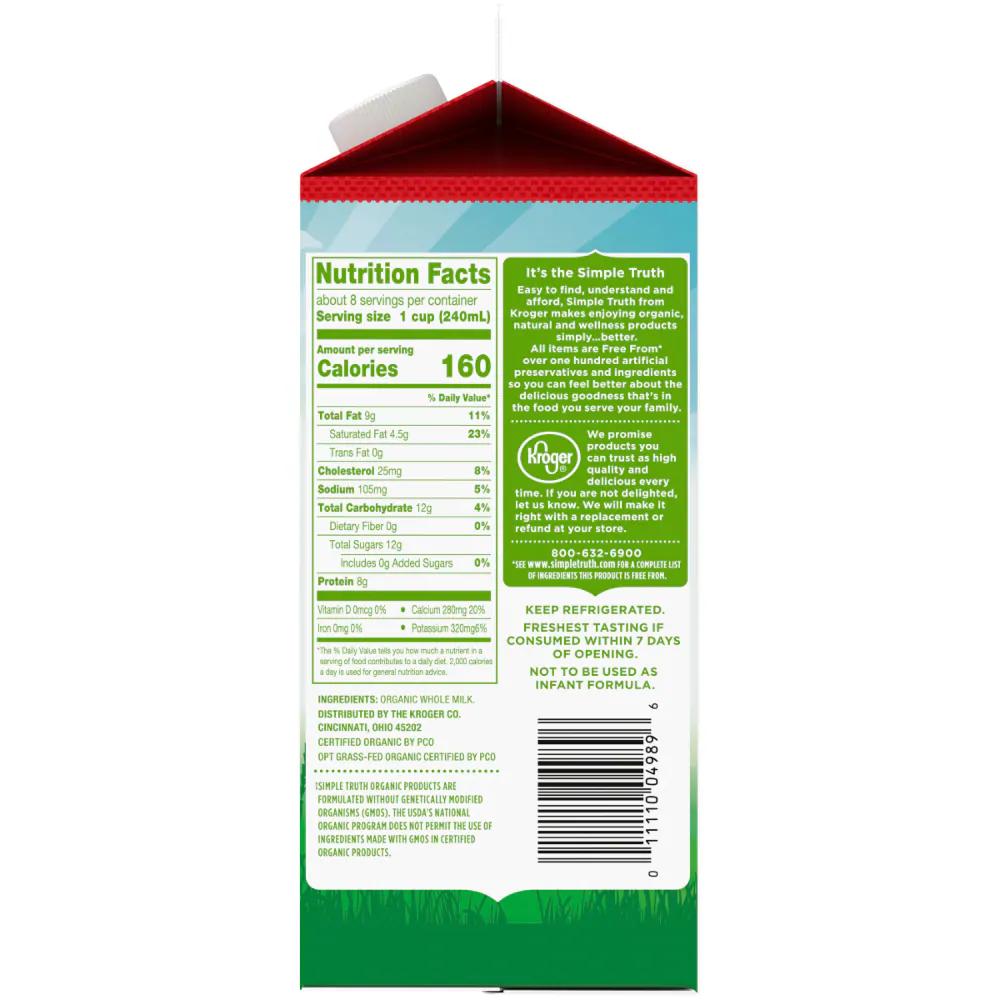 Nutrition Facts
about 8 servings per container
Serving size 1 cup (240mL)
Amount per serving
Calories 160
% Daily Value*
Total Fat 9g 11%
Saturated Fat 4.5g 23%
Trans Fat 0g
Cholesterol 25mg 8%
Sodium 105mg 5%
Total Carbohydrate 12g 4%
Dietary Fiber 0g 0%
Total Sugars 12g
Includes 0g Added Sugars 0%
Protein 8g
Vitamin D 0mcg 0% • Calcium 280mg 20%
Iron 0mg 0% • Potassium 320mg6%
*The % Daily Value tells you how much a nutrient in a
serving of food contributes to a daily diet. 2,000 calories
a day is used for general nutrition advice.
INGREDIENTS: ORGANIC WHOLE MILK.
DISTRIBUTED BY THE KROGER CO.
CINCINNATI, OHIO 45202
CERTIFIED ORGANIC BY PCO
OPT GRASS-FED ORGANIC CERTIFIED BY PCO
‡SIMPLE TRUTH ORGANIC PRODUCTS ARE
FORMULATED WITHOUT GENETICALLY MODIFIED
ORGANISMS (GMOS). THE USDA'S NATIONAL
ORGANIC PROGRAM DOES NOT PERMIT THE USE OF
INGREDIENTS MADE WITH GMOS IN CERTIFIED
ORGANIC PRODUCTS.
It's the Simple Truth
Easy to find, understand and
afford, Simple Truth from
Kroger makes enjoying organic,
natural and wellness products
simply...better.
All items are Free From*
over one hundred artificial
preservatives and ingredients
so you can feel better about the
delicious goodness that's in
the food you serve your family.
Kroger®
We promise
products you
can trust as high
quality and
delicious every
time. If you are not delighted,
let us know. We will make it
right with a replacement or
refund at your store.
800-632-6900
*SEE www.simpletruth.com FOR A COMPLETE LIST
OF INGREDIENTS THIS PRODUCT IS FREE FROM.
KEEP REFRIGERATED.
FRESHEST TASTING IF
CONSUMED WITHIN 7 DAYS
OF OPENING.
NOT TO BE USED AS
INFANT FORMULA.
0 11110 04989 6